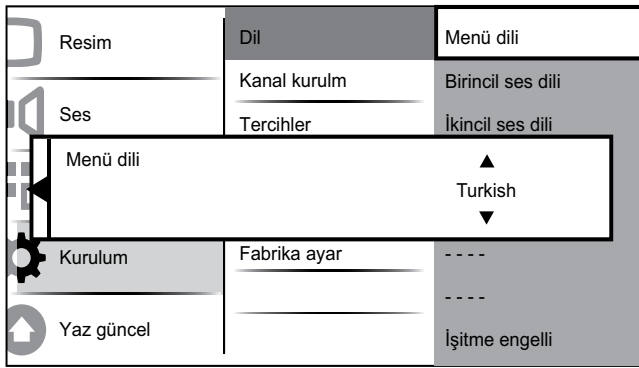 Resim
Ses
Kurulum
Yaz güncel
Dil
Kanal kurulm
Tercihler
Fabrika ayar
Menü dili
Birincil ses dili
İkincil ses dili
- - - -
- - - -
İşitme engelli
Menü dili
Turkish